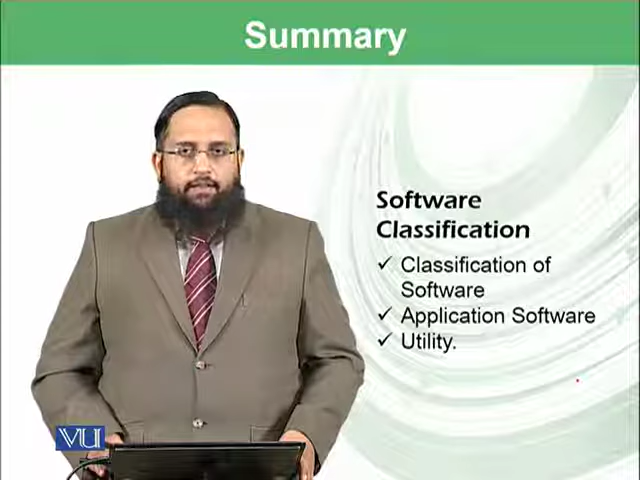 Summary
Software
Classification
✓ Classification of
Software
✓ Application Software
✓ Utility.
VU